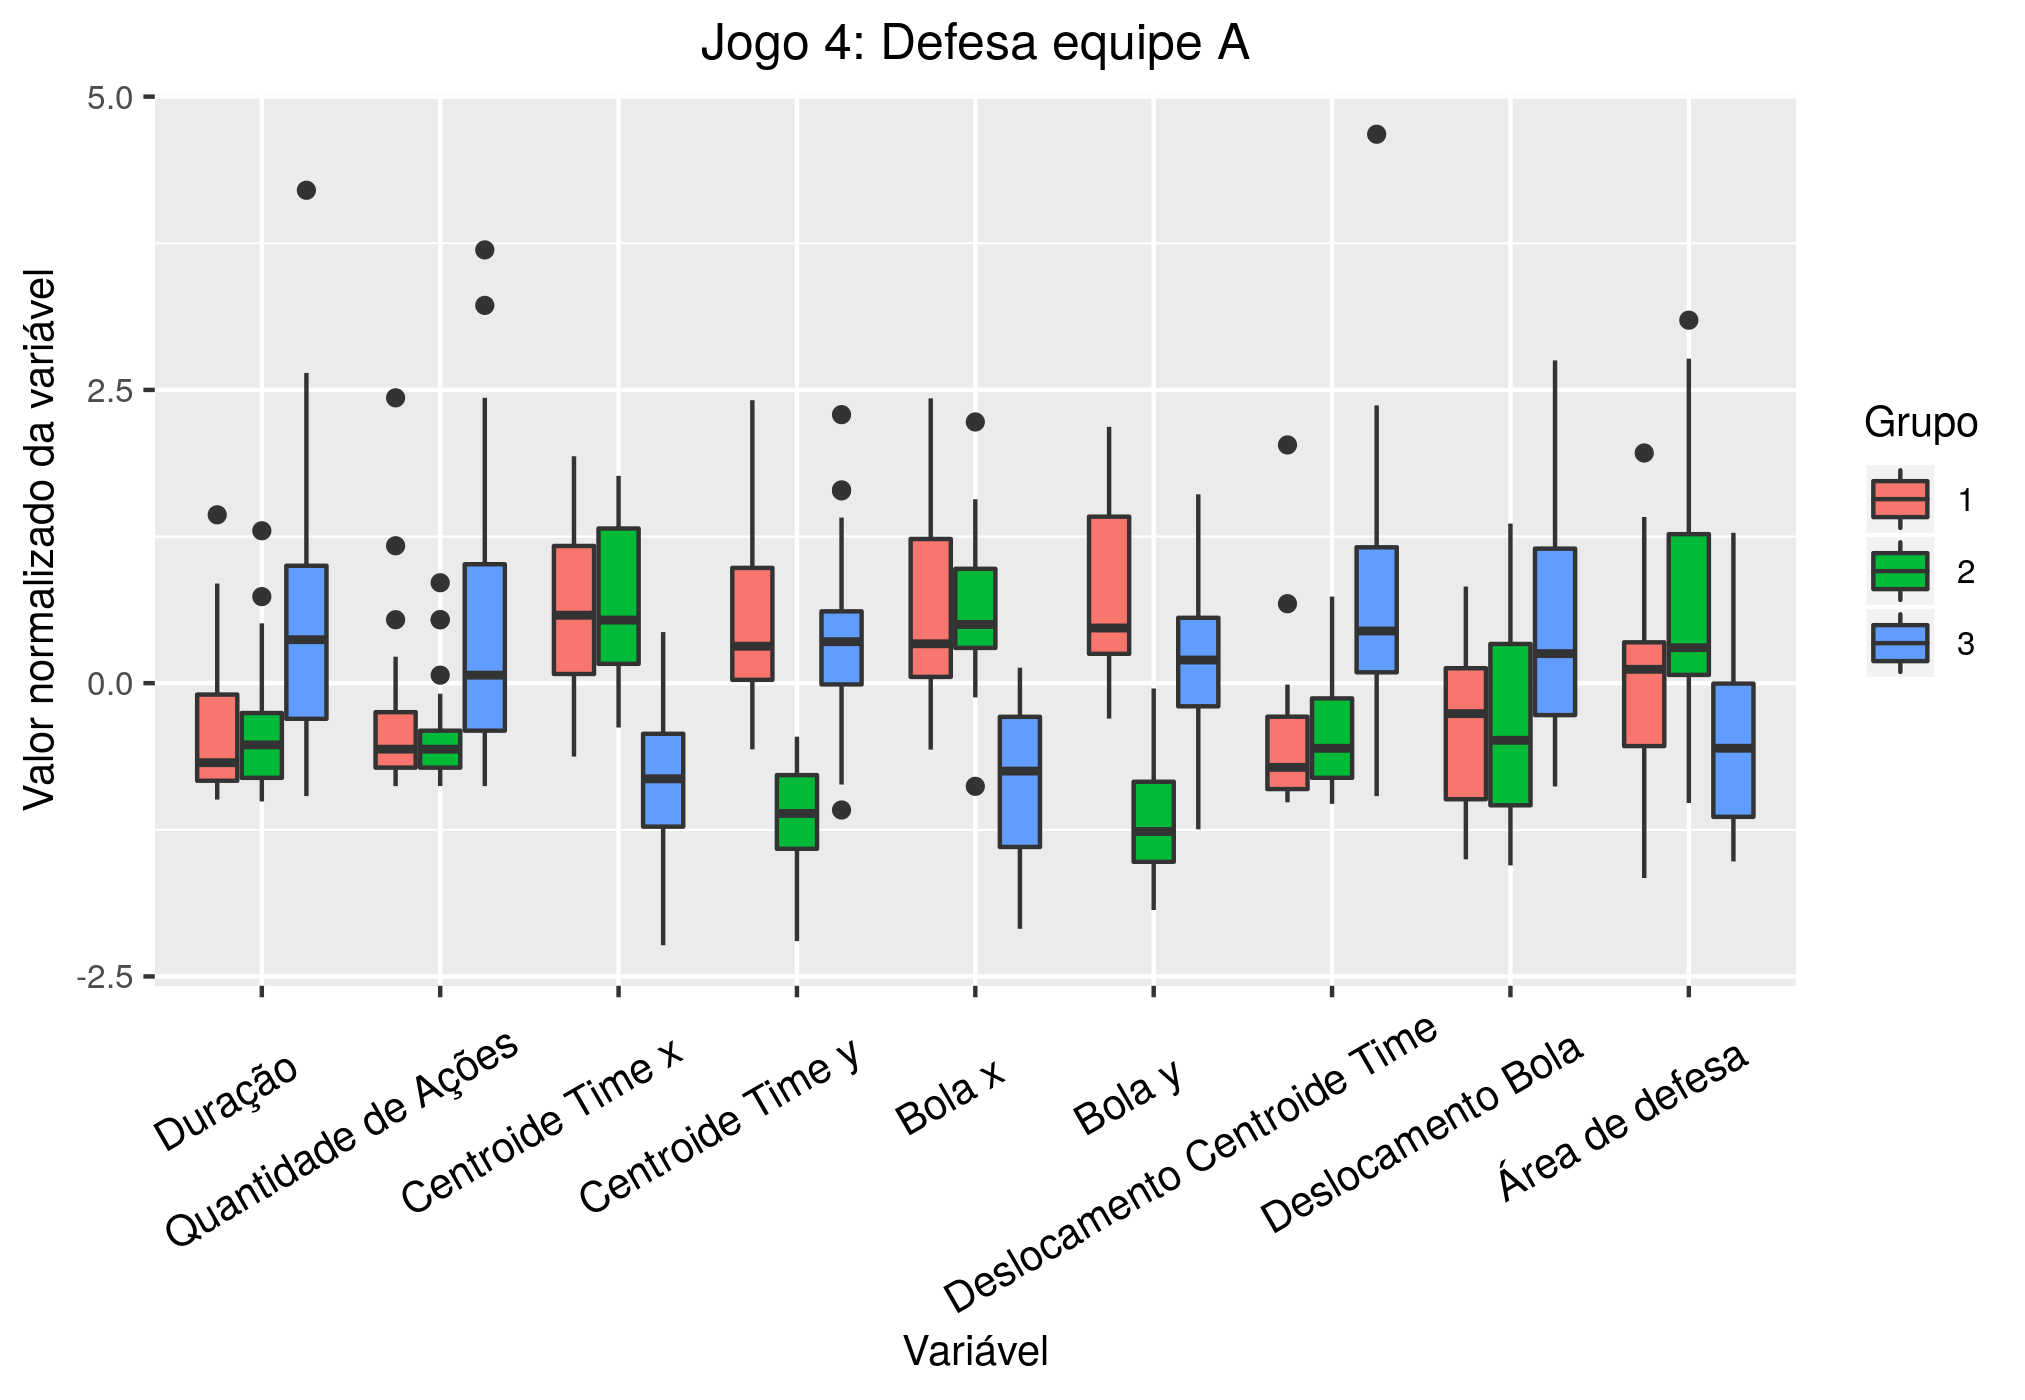 Jogo 4: Defesa equipe A
Valor normalizado da variável
5.0
2.5
0.0
-2.5
Duração
Quantidade de Ações
Centroide Time x
Centroide Time y
Bola x
Bola y
Deslocamento Centroide Time
Deslocamento Bola
Área de defesa
Variável
Grupo
1
2
3